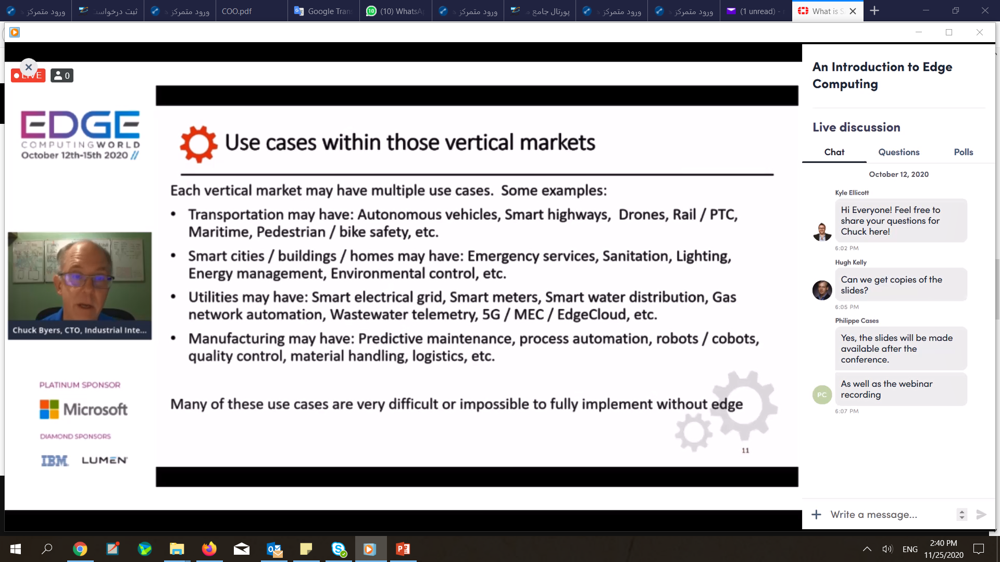 ورود متمرکز د
ثبت درخواست
ورود متمرکز د
COO.pdf
Google Trans
(10) WhatsA
ورود متمرکز د
پورتال جامع م
ورود متمرکز د
ورود متمرکز د
(1 unread) -
What is S
LIVE
0
EDGE
COMPUTINGWORLD
October 12th-15th 2020 //
Chuck Byers, CTO, Industrial Inte...
PLATINUM SPONSOR
Microsoft
DIAMOND SPONSORS
IBM LUMEN
Use cases within those vertical markets
Each vertical market may have multiple use cases. Some examples:
• Transportation may have: Autonomous vehicles, Smart highways, Drones, Rail / PTC,
Maritime, Pedestrian / bike safety, etc.
• Smart cities / buildings / homes may have: Emergency services, Sanitation, Lighting,
Energy management, Environmental control, etc.
• Utilities may have: Smart electrical grid, Smart meters, Smart water distribution, Gas
network automation, Wastewater telemetry, 5G / MEC / EdgeCloud, etc.
• Manufacturing may have: Predictive maintenance, process automation, robots / cobots,
quality control, material handling, logistics, etc.
Many of these use cases are very difficult or impossible to fully implement without edge
11
An Introduction to Edge
Computing
Live discussion
Chat Questions Polls
October 12, 2020
Kyle Ellicott
Hi Everyone! Feel free to
share your questions for
Chuck here!
6:02 PM
Hugh Kelly
Can we get copies of the
slides?
6:05 PM
Philippe Cases
Yes, the slides will be made
available after the
conference.
As well as the webinar
recording
PC
6:07 PM
Write a message...
ENG
2:40 PM
11/25/2020